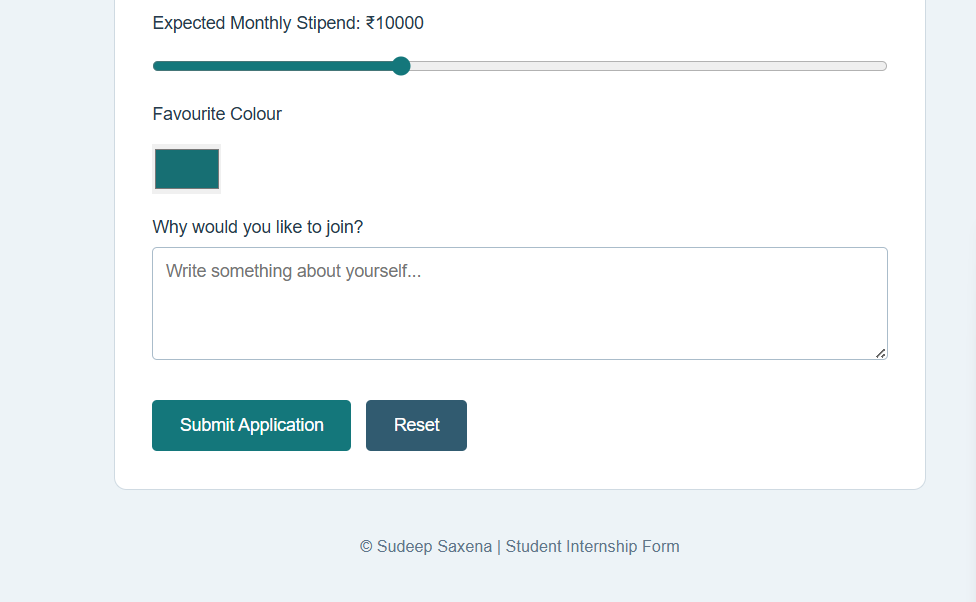 Expected Monthly Stipend: ₹10000
Favourite Colour
Why would you like to join?
Write something about yourself...
Submit Application Reset
© Sudeep Saxena | Student Internship Form